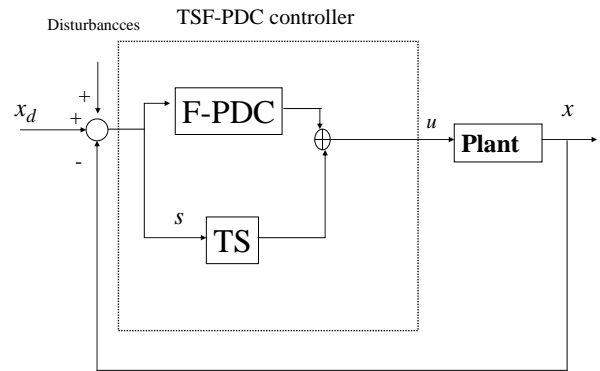 TSF-PDC controller
Disturbancces
+
x_d
+
-
F-PDC
s
TS
u
Plant
x